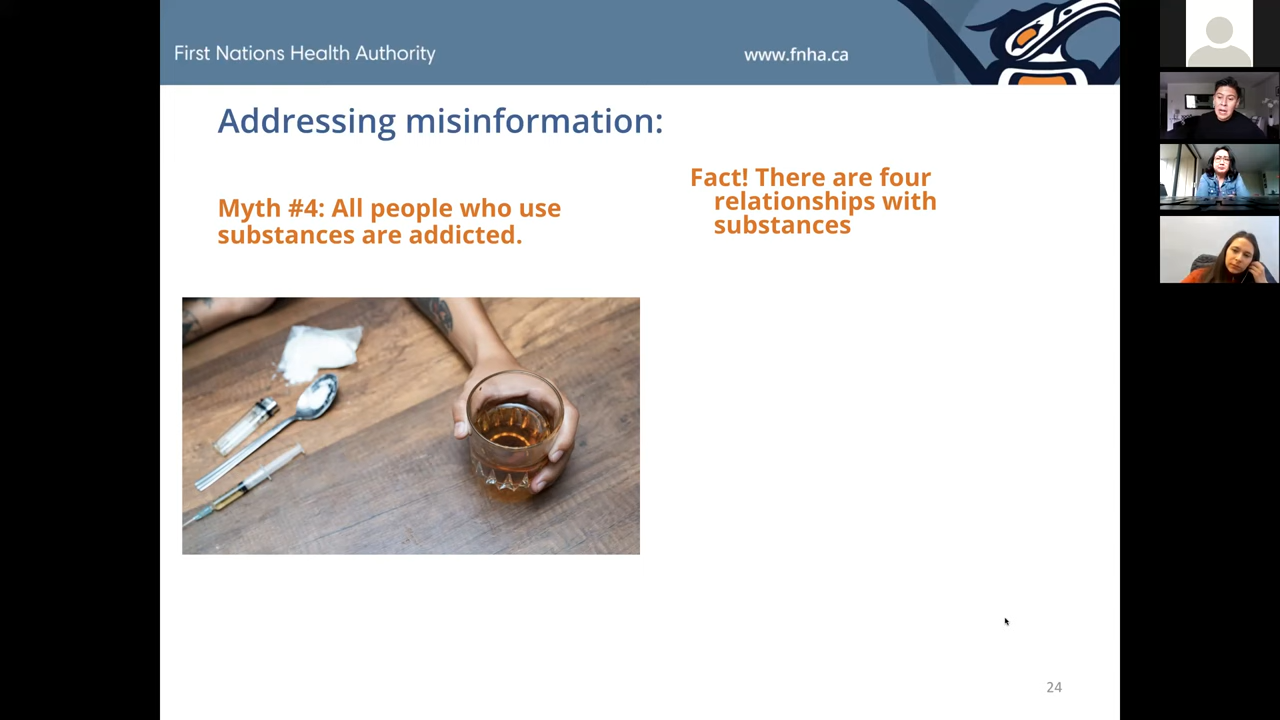 First Nations Health Authority
www.fnha.ca
Addressing misinformation:
Myth #4: All people who use
substances are addicted.
Fact! There are four
relationships with
substances
24